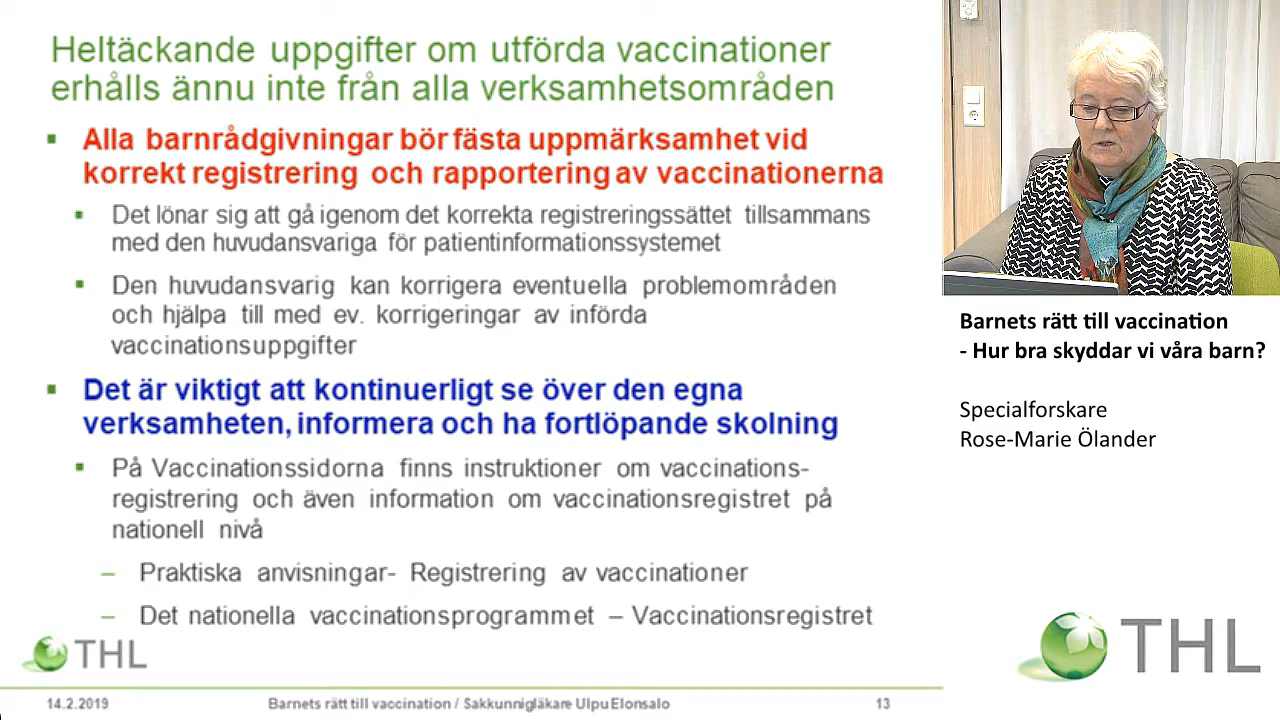 Heltäckande uppgifter om utförda vaccinationer
erhålls ännu inte från alla verksamhetsområden
Alla barnrådgivningar bör fästa uppmärksamhet vid
korrekt registrering och rapportering av vaccinationerna
Det lönar sig att gå igenom det korrekta registreringssättet tillsammans
med den huvudansvariga för patientinformationssystemet
Den huvudansvarig kan korrigera eventuella problemområden
och hjälpa till med ev. korrigeringar av införda
vaccinationsuppgifter
Det är viktigt att kontinuerligt se över den egna
verksamheten, informera och ha fortlöpande skolning
På Vaccinationssidorna finns instruktioner om vaccinations-
registrering och även information om vaccinationsregistret på
nationell nivå
– Praktiska anvisningar- Registrering av vaccinationer
– Det nationella vaccinationsprogrammet – Vaccinationsregistret
THL
14.2.2019 Barnets rätt till vaccination / Sakkunnigläkare Ulpu Elonsalo 13
Barnets rätt till vaccination
- Hur bra skyddar vi våra barn?
Specialforskare
Rose-Marie Ölander
THL